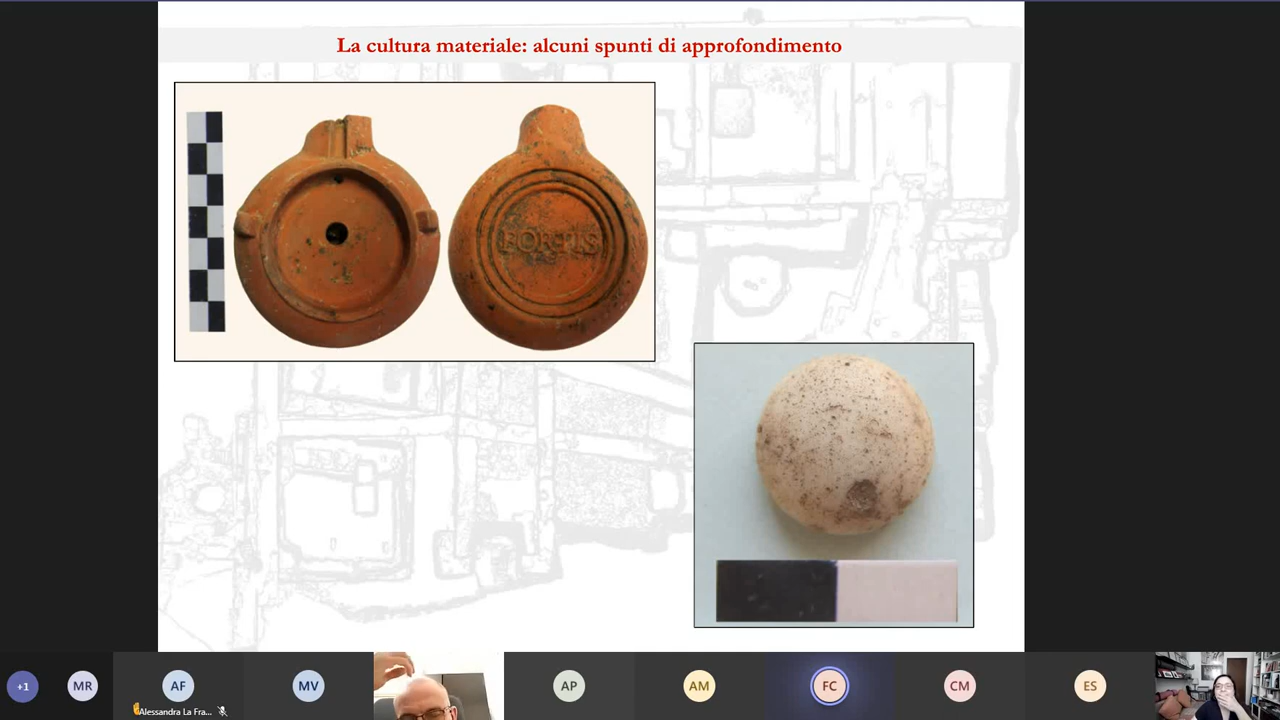 La cultura materiale: alcuni spunti di approfondimento
FORTIS
+1
MR
AF
MV
AP
AM
FC
CM
ES
Alessandra La Fra...